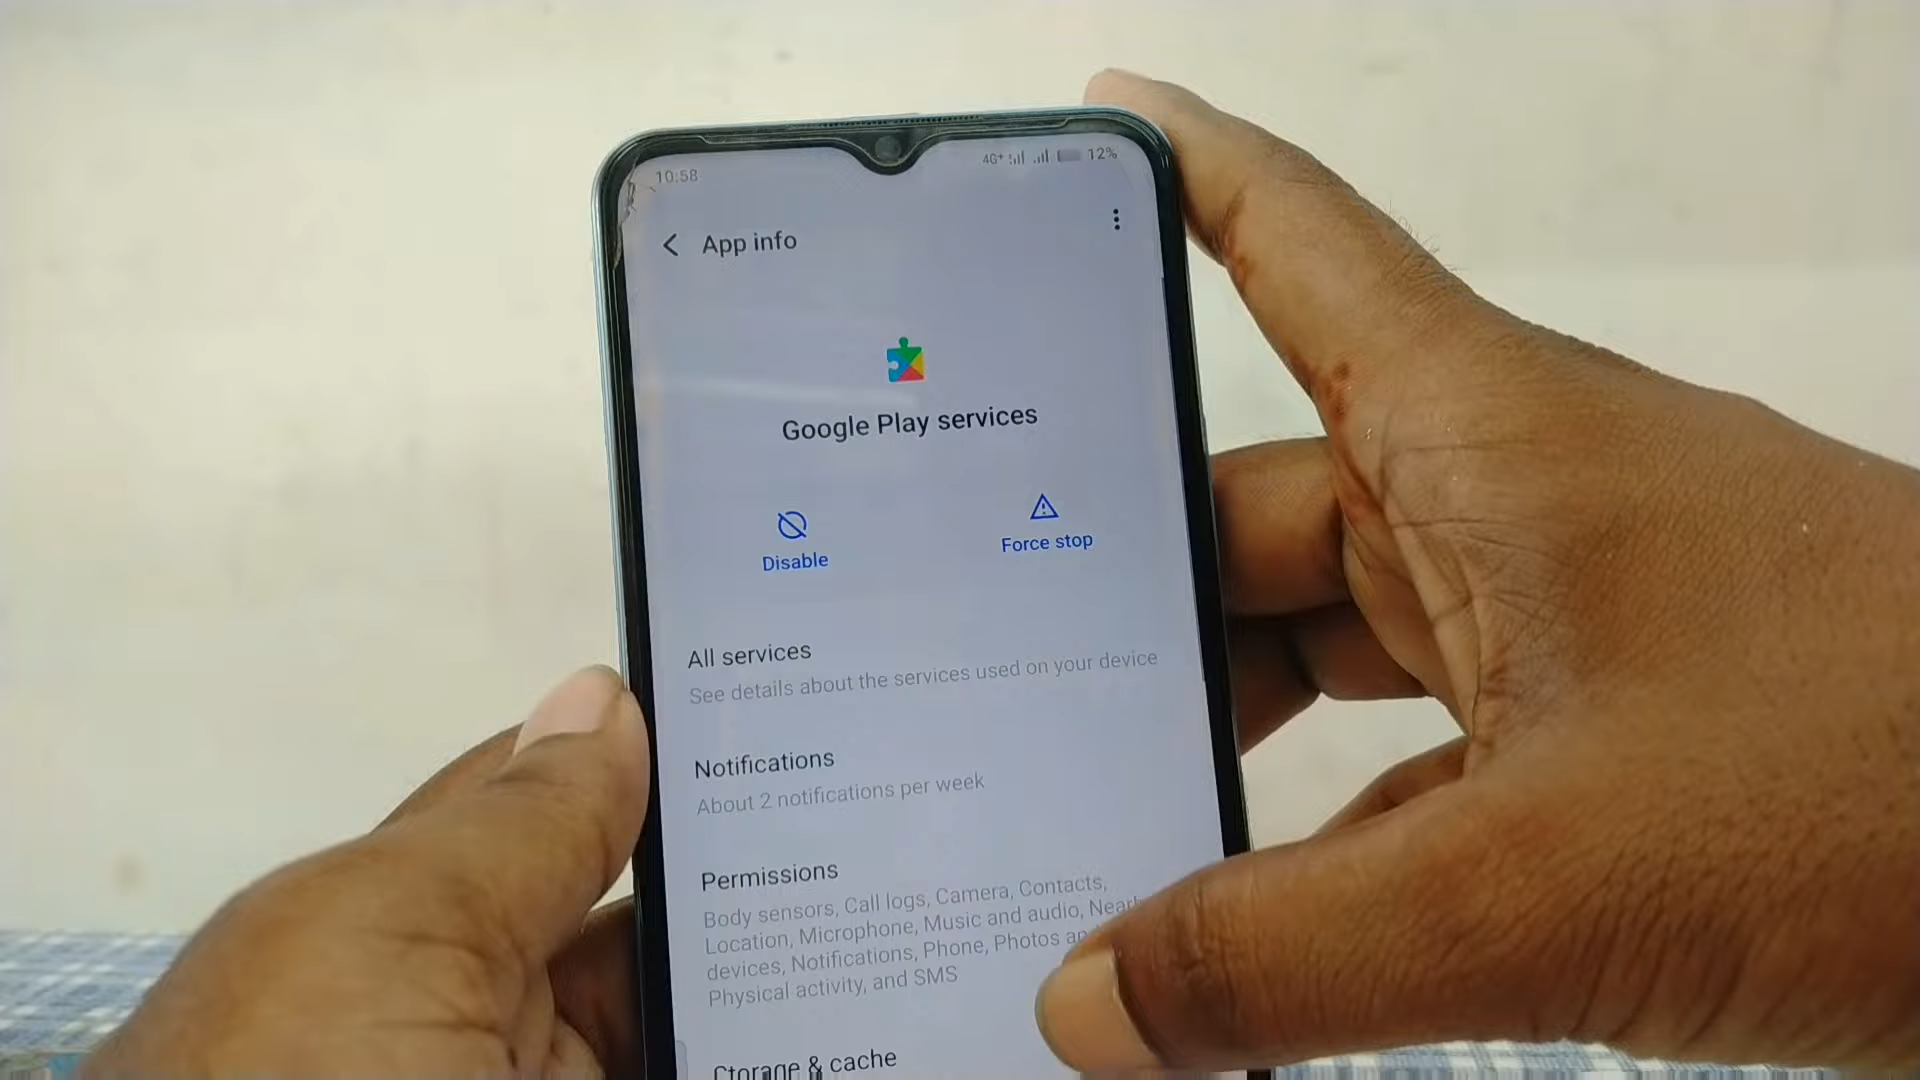 10:58
4G+ 12%
App info
Google Play services
Disable
Force stop
All services
See details about the services used on your device
Notifications
About 2 notifications per week
Permissions
Body sensors, Call logs, Camera, Contacts,
Location, Microphone, Music and audio,
devices, Notifications, Phone, Photos
Physical activity, and SMS
Storage & cache